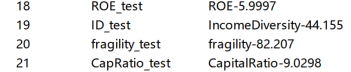 18 ROE_test ROE-5.9997
19 ID_test IncomeDiversity-44.155
20 fragility_test fragility-82.207
21 CapRatio_test CapitalRatio-9.0298